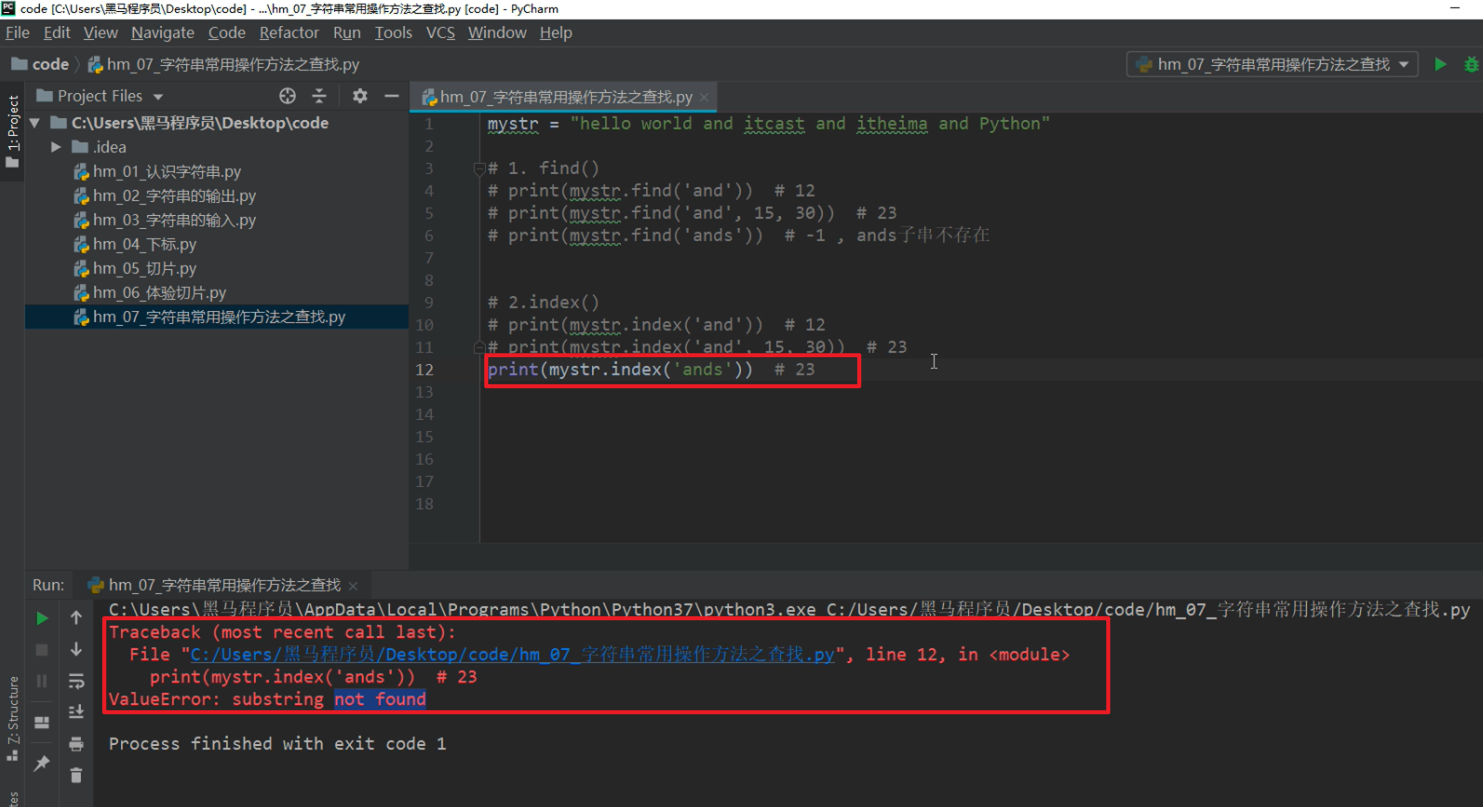 code [C:\Users\黑马程序员\Desktop\code] - ...\hm_07_字符串常用操作方法之查找.py [code] - PyCharm
File Edit View Navigate Code Refactor Run Tools VCS Window Help
code hm_07_字符串常用操作方法之查找.py hm_07_字符串常用操作方法之查找
1: Project
Project Files
C:\Users\黑马程序员\Desktop\code
.idea
hm_01_认识字符串.py
hm_02_字符串的输出.py
hm_03_字符串的输入.py
hm_04_下标.py
hm_05_切片.py
hm_06_体验切片.py
hm_07_字符串常用操作方法之查找.py
hm_07_字符串常用操作方法之查找.py
1 mystr = "hello world and itcast and itheima and Python"
2
3 # 1. find()
4 # print(mystr.find('and'))  # 12
5 # print(mystr.find('and', 15, 30))  # 23
6 # print(mystr.find('ands'))  # -1 , ands子串不存在
7
8
9 # 2.index()
10 # print(mystr.index('and'))  # 12
11 # print(mystr.index('and', 15, 30))  # 23
12 print(mystr.index('ands'))  # 23
13
14
15
16
17
18
Run: hm_07_字符串常用操作方法之查找
C:\Users\黑马程序员\AppData\Local\Programs\Python\Python37\python3.exe C:/Users/黑马程序员/Desktop/code/hm_07_字符串常用操作方法之查找.py
Traceback (most recent call last):
File "C:/Users/黑马程序员/Desktop/code/hm_07_字符串常用操作方法之查找.py", line 12, in <module>
print(mystr.index('ands'))  # 23
ValueError: substring not found
Process finished with exit code 1
Z: Structure